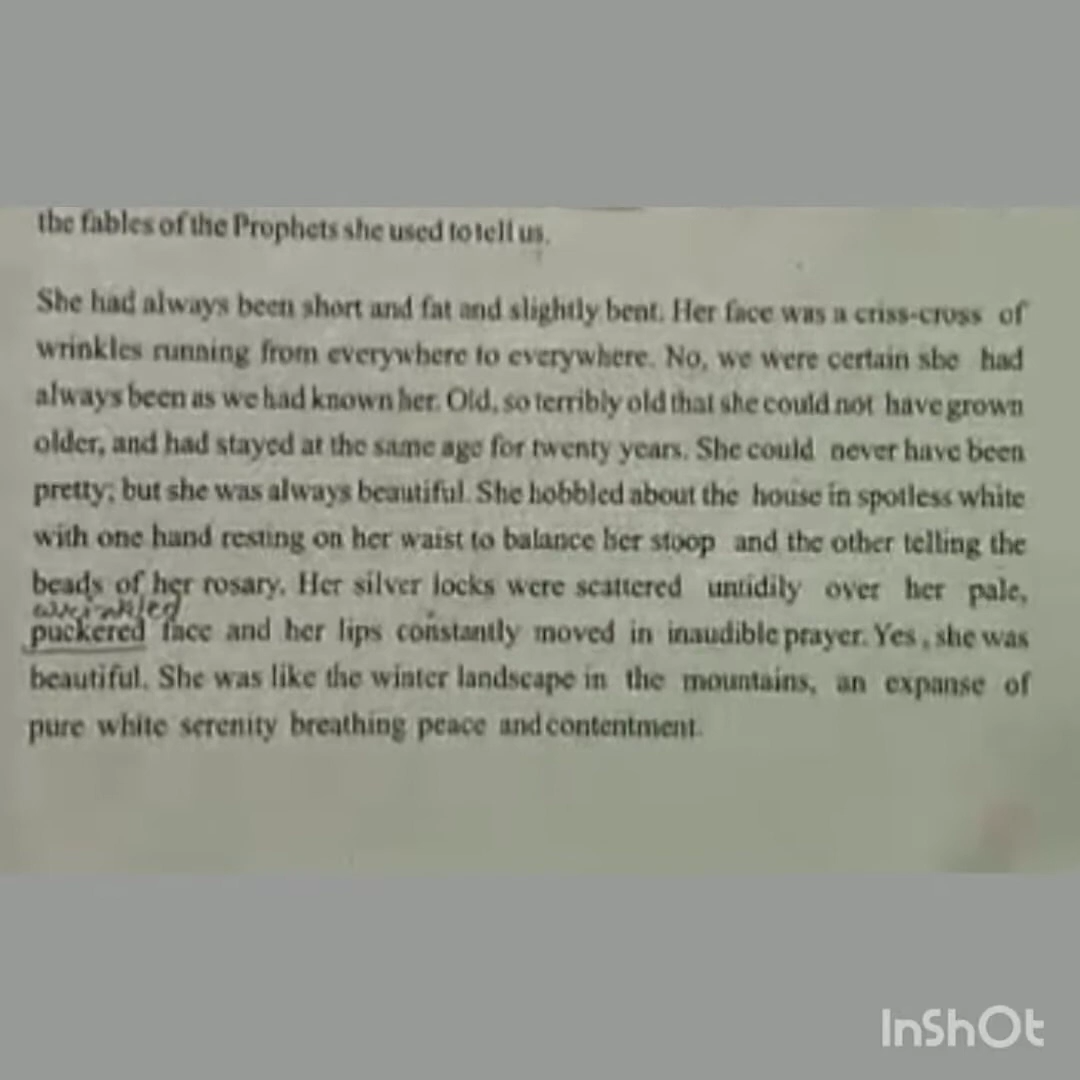 the fables of the Prophets she used to tell us.
She had always been short and fat and slightly bent. Her face was a criss-cross of
wrinkles running from everywhere to everywhere. No, we were certain she had
always been as we had known her. Old, so terribly old that she could not have grown
older, and had stayed at the same age for twenty years. She could never have been
pretty; but she was always beautiful. She hobbled about the house in spotless white
with one hand resting on her waist to balance her stoop and the other telling the
beads of her rosary. Her silver locks were scattered untidily over her pale,
wrinkled
puckered face and her lips constantly moved in inaudible prayer. Yes, she was
beautiful. She was like the winter landscape in the mountains, an expanse of
pure white serenity breathing peace and contentment.
InShOt